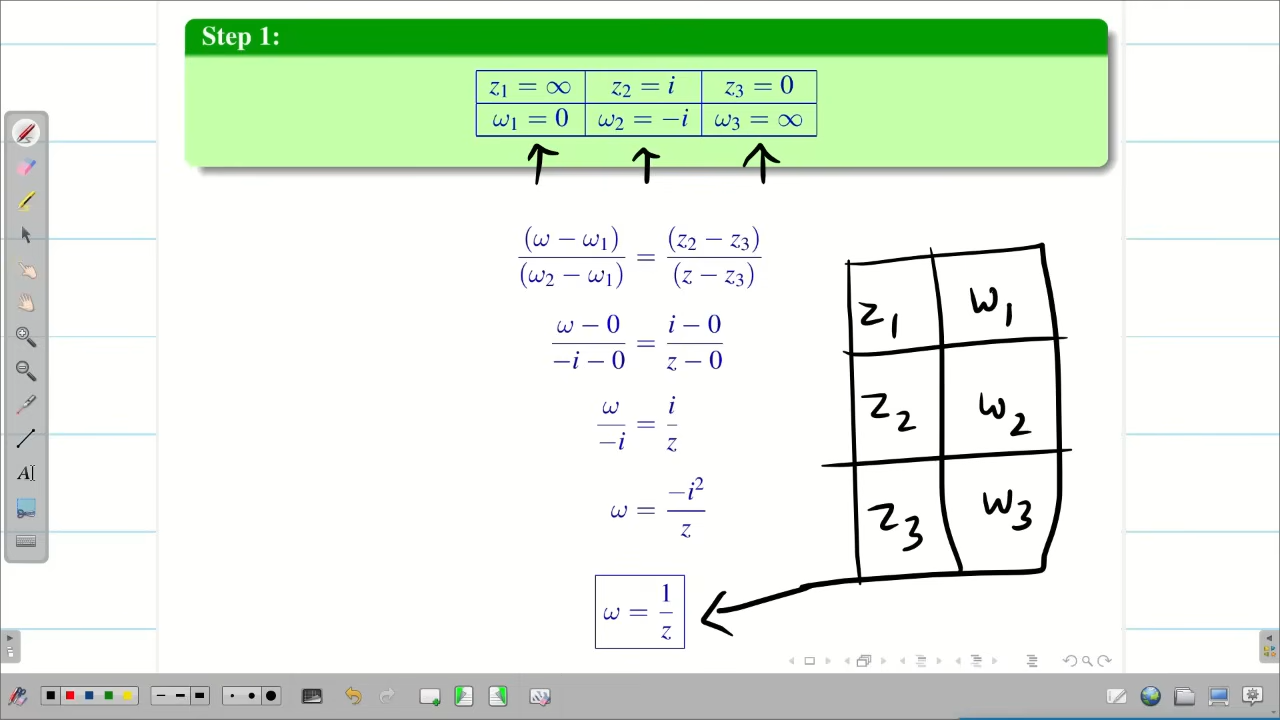 Step 1:
z₁ = ∞ z₂ = i z₃ = 0
ω₁ = 0 ω₂ = −i ω₃ = ∞
(ω − ω₁)/(ω₂ − ω₁) = (z₂ − z₃)/(z − z₃)
(ω − 0)/(−i − 0) = (i − 0)/(z − 0)
ω/−i = i/z
ω = −i²/z
ω = 1/z
z₁ w₁
z₂ w₂
z₃ w₃